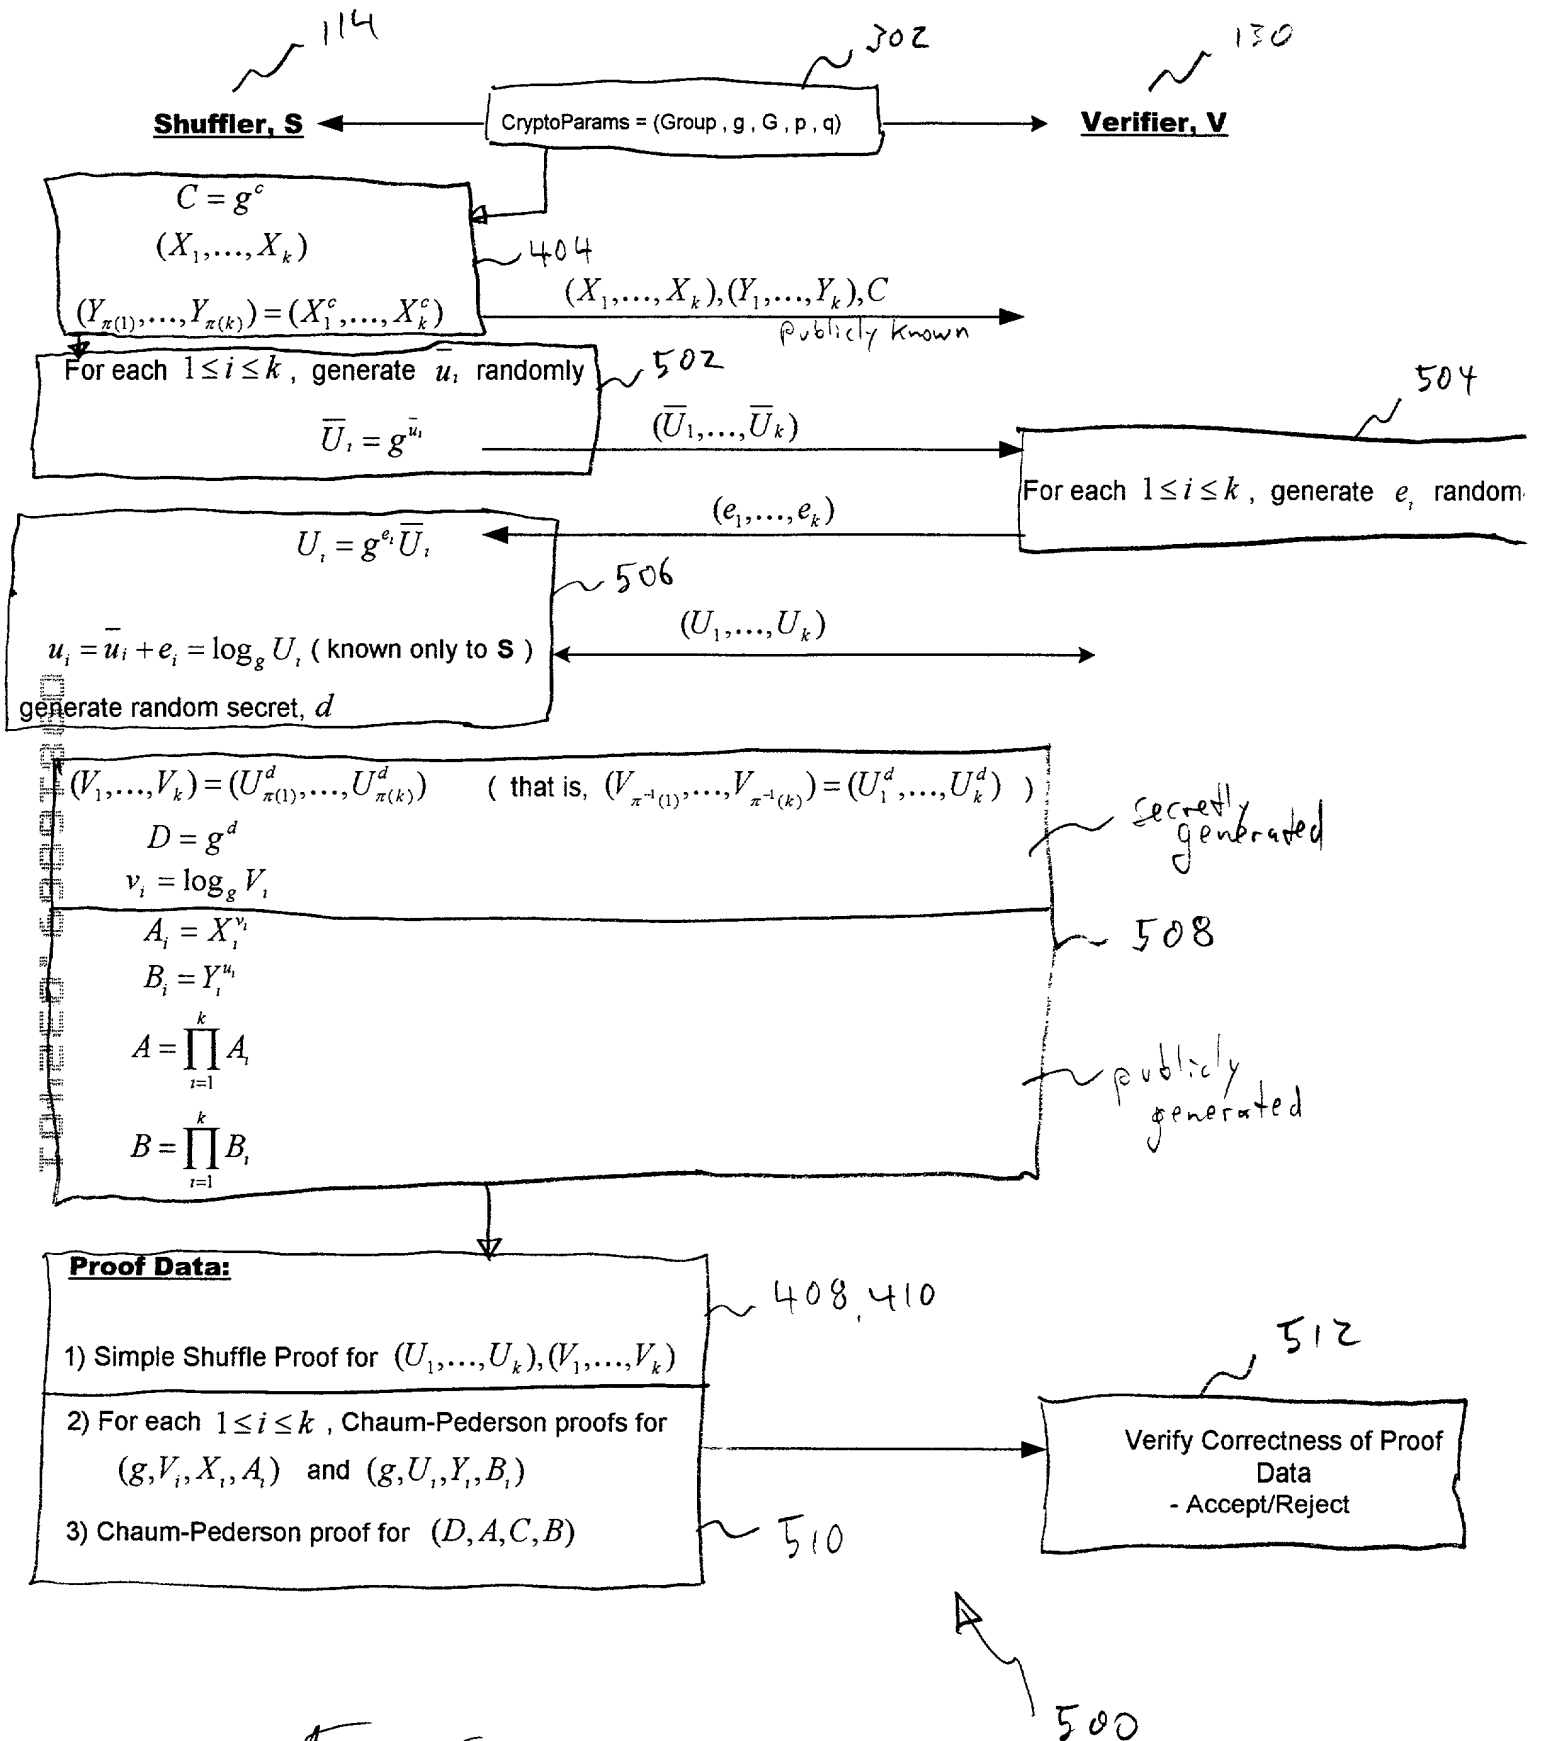 114
302
130
Shuffler, S
CryptoParams = (Group , g , G , p , q)
Verifier, V
C = g^c
(X_1,...,X_k)
404
(Y_{π(1)},...,Y_{π(k)}) = (X_1^c,...,X_k^c)
(X_1,...,X_k),(Y_1,...,Y_k),C
publicly known
For each 1≤i≤k , generate ū_i randomly
502
504
Ū_i = g^{ū_i}
(Ū_1,...,Ū_k)
For each 1≤i≤k , generate e_i random
(e_1,...,e_k)
U_i = g^{e_i} Ū_i
506
(U_1,...,U_k)
u_i = ū_i + e_i = log_g U_i ( known only to S )
generate random secret, d
(V_1,...,V_k) = (U_{π(1)}^d,...,U_{π(k)}^d) ( that is, (V_{π^{-1}(1)},...,V_{π^{-1}(k)}) = (U_1^d,...,U_k^d) )
secretly
generated
D = g^d
v_i = log_g V_i
A_i = X_i^{v_i}
508
B_i = Y_i^{u_i}
A = ∏_{i=1}^k A_i
publicly
generated
B = ∏_{i=1}^k B_i
Proof Data:
408,410
1) Simple Shuffle Proof for (U_1,...,U_k),(V_1,...,V_k)
512
2) For each 1≤i≤k , Chaum-Pederson proofs for
(g,V_i,X_i,A_i) and (g,U_i,Y_i,B_i)
Verify Correctness of Proof
Data
- Accept/Reject
3) Chaum-Pederson proof for (D,A,C,B)
510
500